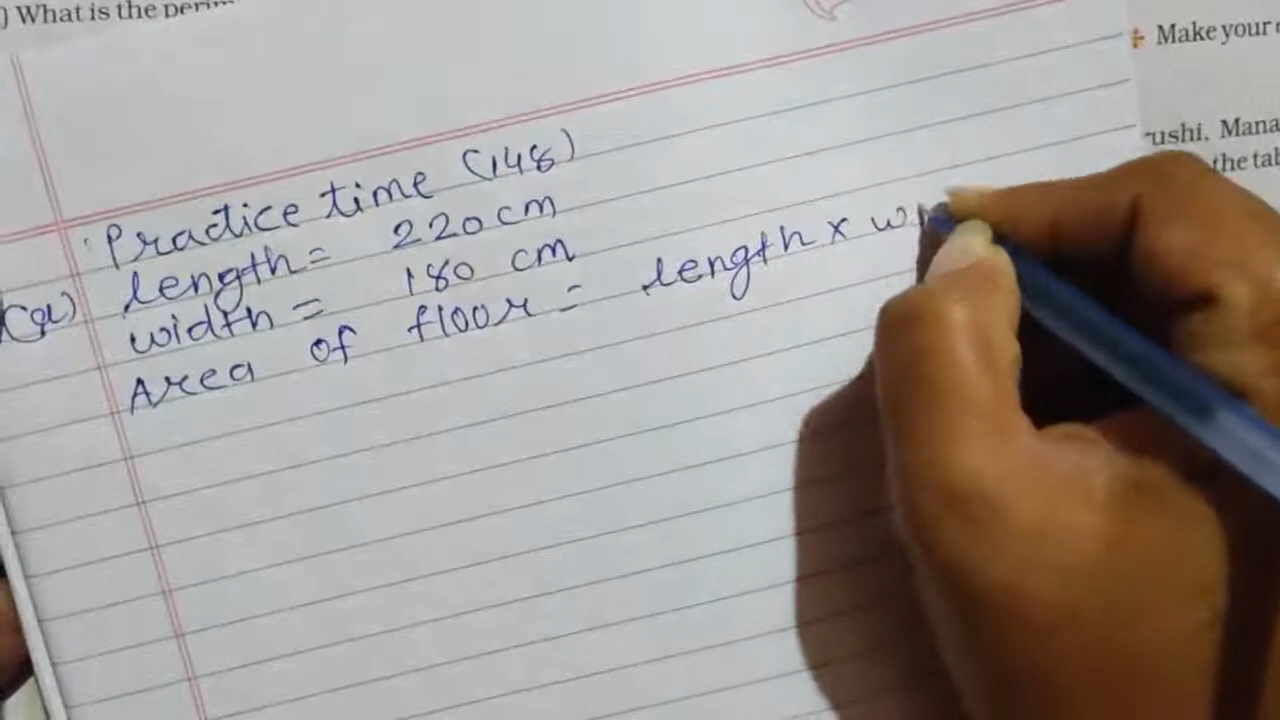 ) What is the
Make your
ushi, Mana
the tab
Practice time (148)
(a) length = 220 cm
width = 180 cm
Area of floor = length x wi